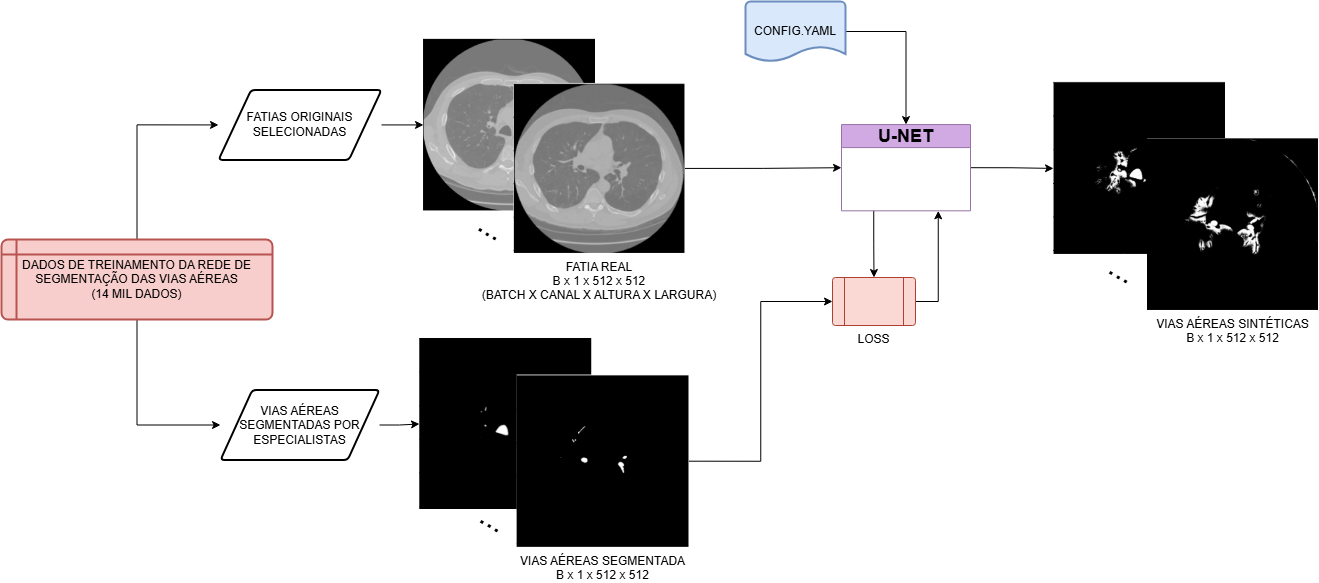 CONFIG.YAML
FATIAS ORIGINAIS
SELECIONADAS
U-NET
DADOS DE TREINAMENTO DA REDE DE
SEGMENTAÇÃO DAS VIAS AÉREAS
(14 MIL DADOS)
FATIA REAL
B x 1 x 512 x 512
(BATCH X CANAL X ALTURA X LARGURA)
LOSS
VIAS AÉREAS SINTÉTICAS
B x 1 x 512 x 512
VIAS AÉREAS
SEGMENTADAS POR
ESPECIALISTAS
VIAS AÉREAS SEGMENTADA
B x 1 x 512 x 512